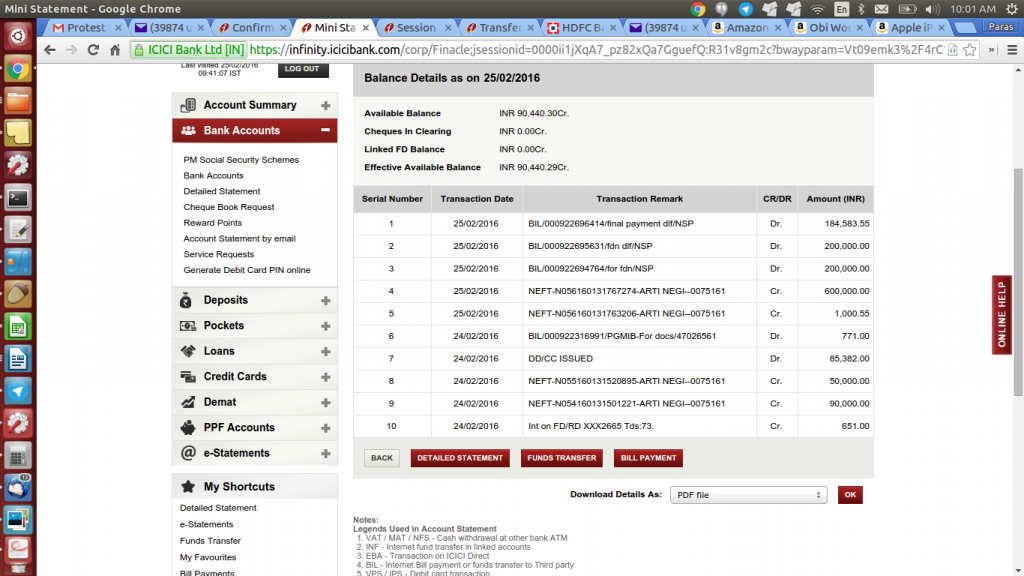 Mini Statement - Google Chrome
En
10:01 AM
Protest
(39874 u
Confirm
Mini Sta
Session
Transfe
HDFC B
(39874 u
Amazon
Obi Wor
Apple iP
Paras
ICICI Bank Ltd [IN] https://infinity.icicibank.com/corp/Finacle;jsessionid=0000ii1jXqA7_pz82xQa7GguefQ:R31v8gm2c?bwayparam=Vt09emk3%2F4rC
Last visited 25/02/2016
09:41:07 IST
LOG OUT
Account Summary
Bank Accounts
PM Social Security Schemes
Bank Accounts
Detailed Statement
Cheque Book Request
Reward Points
Account Statement by email
Service Requests
Generate Debit Card PIN online
Deposits
Pockets
Loans
Credit Cards
Demat
PPF Accounts
e-Statements
My Shortcuts
Detailed Statement
e-Statements
Funds Transfer
My Favourites
Bill Payments
Balance Details as on 25/02/2016
Available Balance INR 90,440.30Cr.
Cheques In Clearing INR 0.00Cr.
Linked FD Balance INR 0.00Cr.
Effective Available Balance INR 90,440.29Cr.
Serial Number Transaction Date Transaction Remark CR/DR Amount (INR)
1 25/02/2016 BIL/000922696414/final payment dlf/NSP Dr. 184,583.55
2 25/02/2016 BIL/000922695631/fdn dlf/NSP Dr. 200,000.00
3 25/02/2016 BIL/000922694764/for fdn/NSP Dr. 200,000.00
4 25/02/2016 NEFT-N056160131767274-ARTI NEGI--0075161 Cr. 600,000.00
5 25/02/2016 NEFT-N056160131763206-ARTI NEGI--0075161 Cr. 1,000.55
6 24/02/2016 BIL/000922316991/PGMIB-For docs/47026561 Dr. 771.00
7 24/02/2016 DD/CC ISSUED Dr. 85,382.00
8 24/02/2016 NEFT-N055160131520895-ARTI NEGI--0075161 Cr. 50,000.00
9 24/02/2016 NEFT-N054160131501221-ARTI NEGI--0075161 Cr. 90,000.00
10 24/02/2016 Int on FD/RD XXX2665 Tds:73. Cr. 651.00
BACK DETAILED STATEMENT FUNDS TRANSFER BILL PAYMENT
Download Details As: PDF file OK
Notes:
Legends Used in Account Statement
1. VAT / MAT / NFS - Cash withdrawal at other bank ATM
2. INF - Internet fund transfer in linked accounts
3. EBA - Transaction on ICICI Direct
4. BIL - Internet Bill payment or funds transfer to Third party
5. VPS / IPS - Debit card transaction
ONLINE HELP